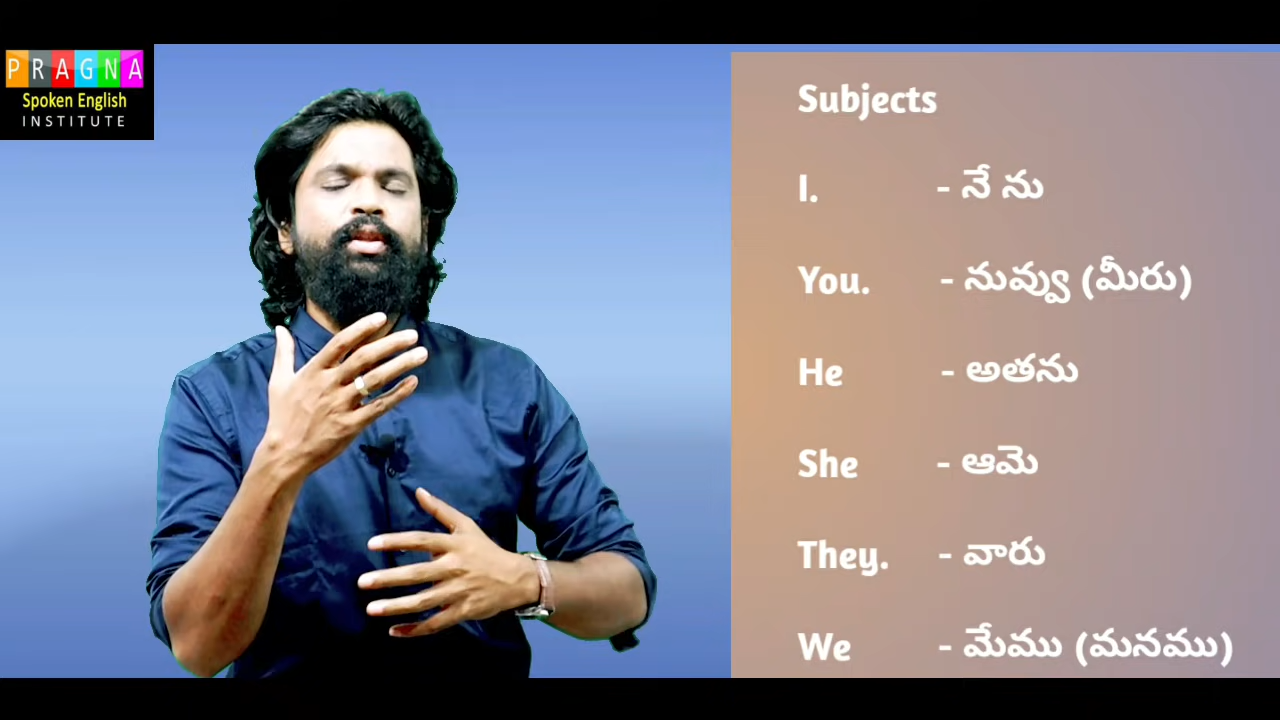 PRAGNA
Spoken English
INSTITUTE
Subjects
I. - నే ను
You. - నువ్వు (మీరు)
He - అతను
She - ఆమె
They. - వారు
We - మేము (మనము)